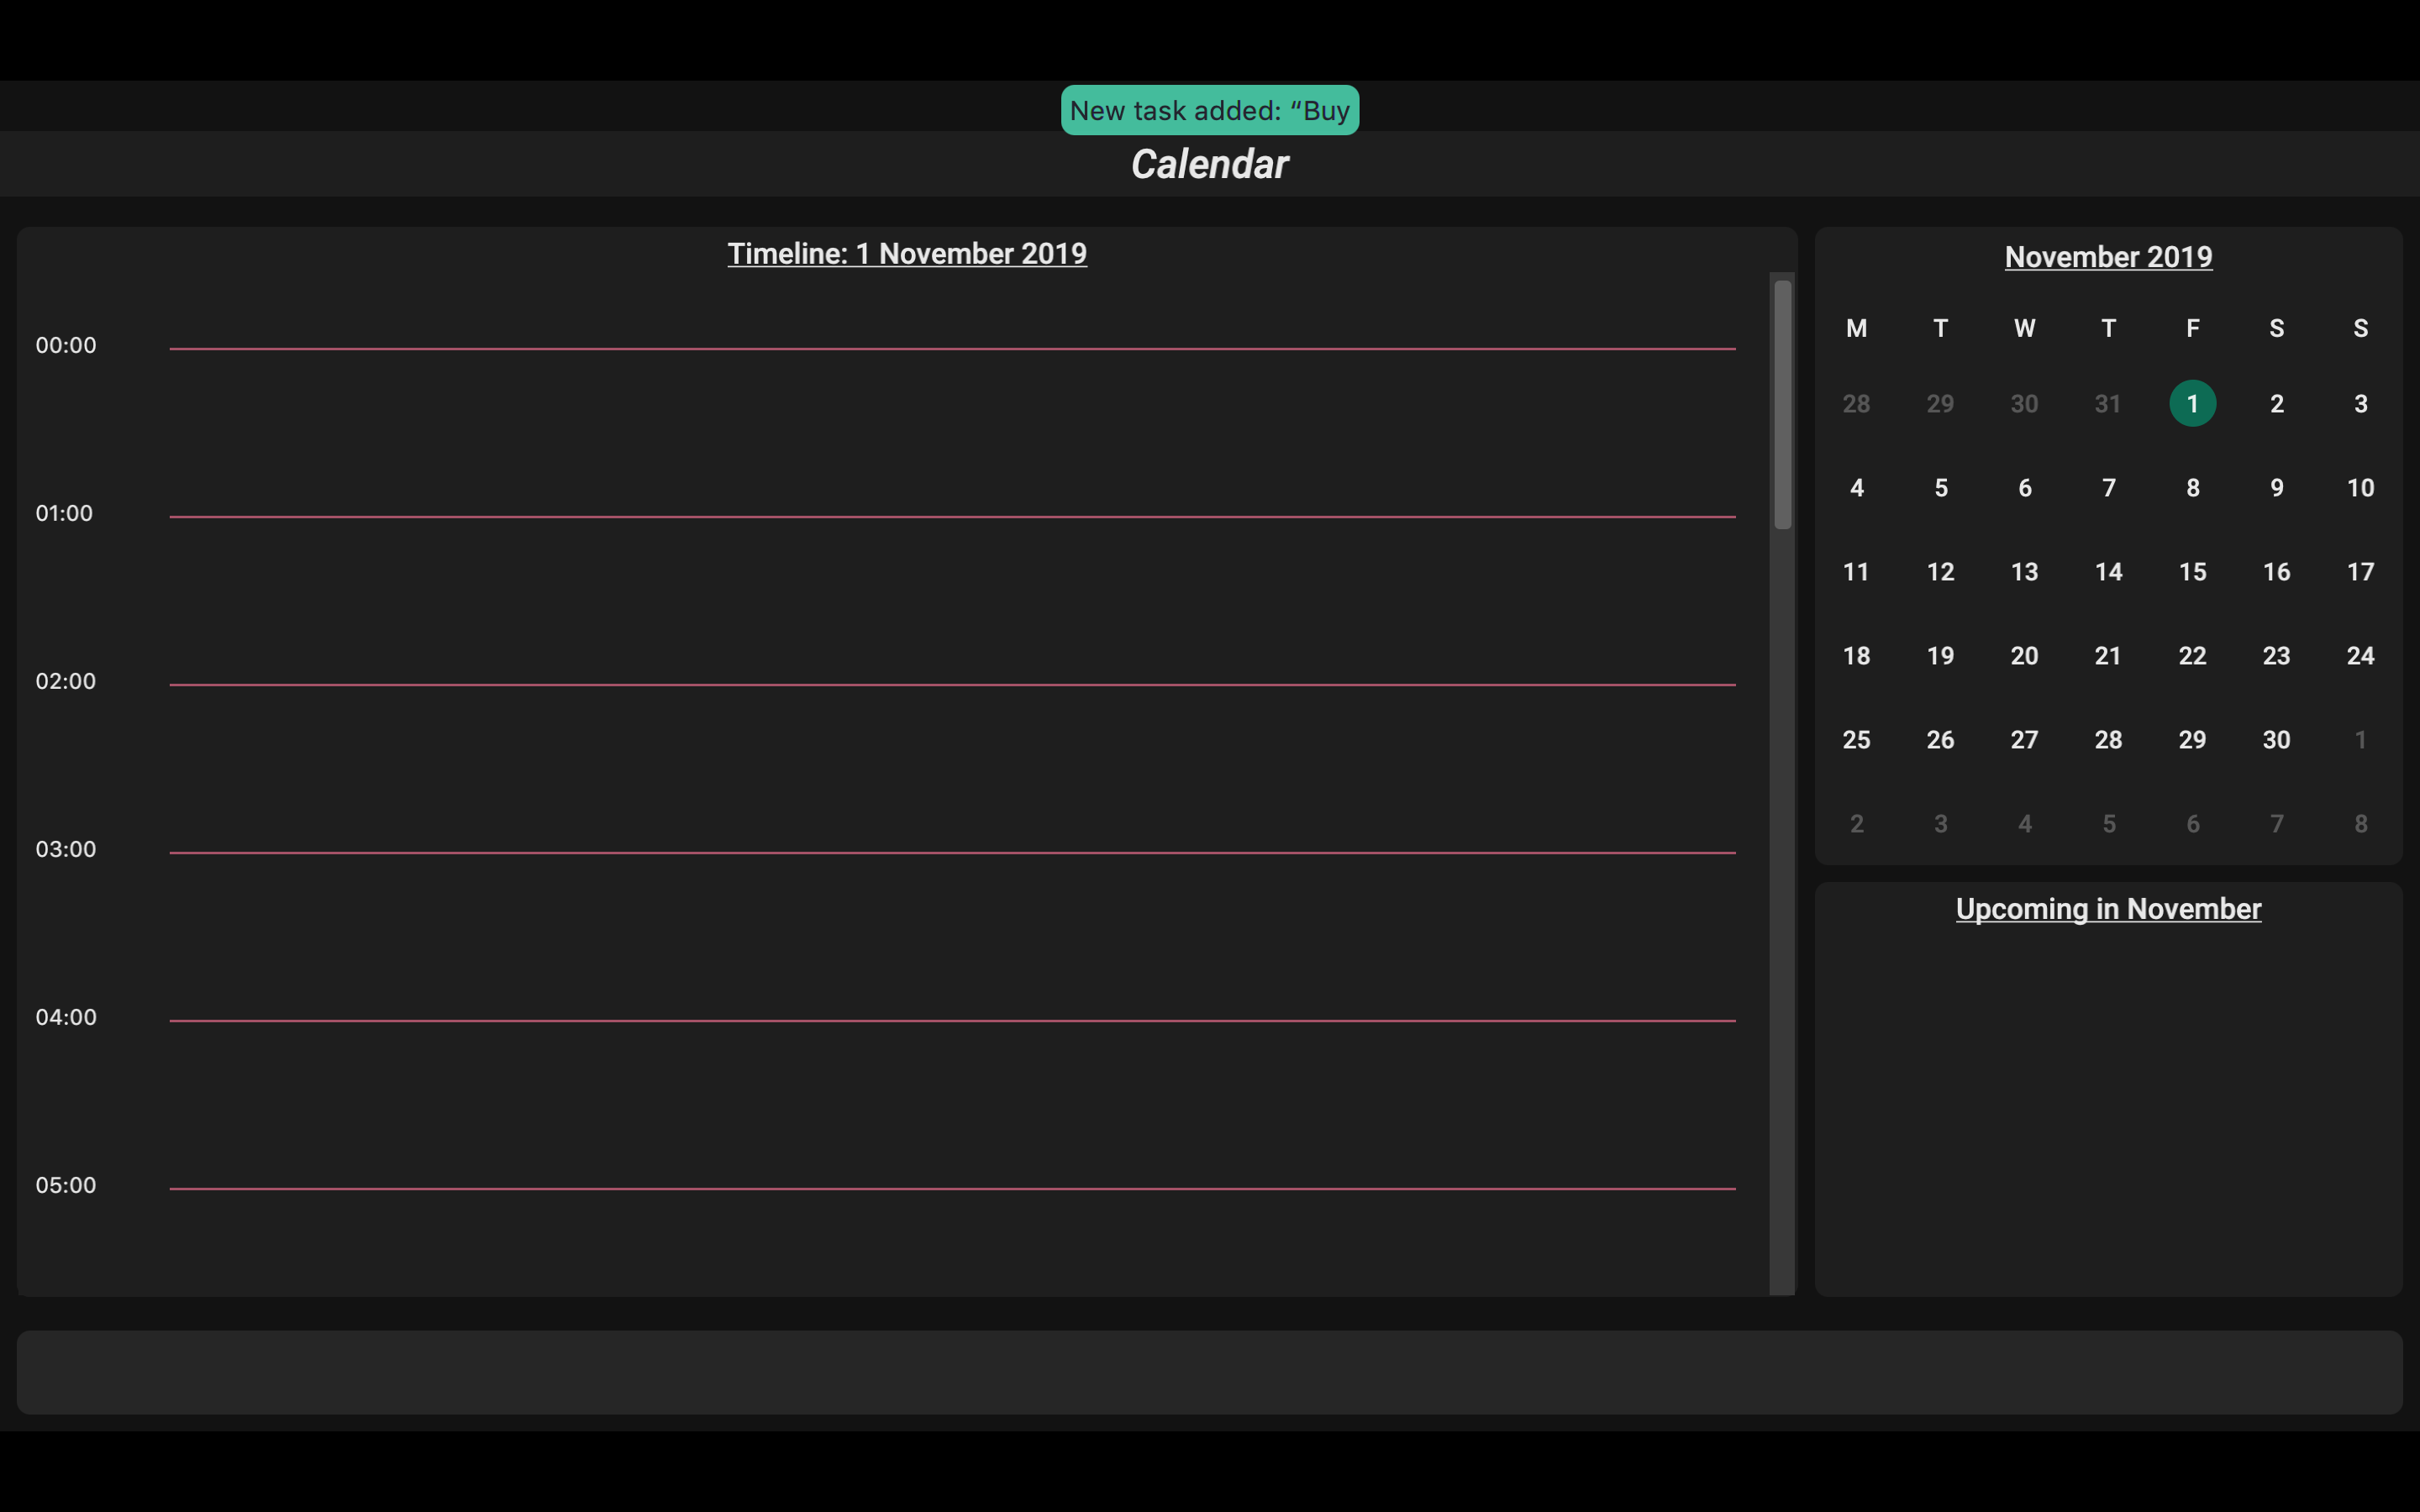 New task added: “Buy
Calendar
Timeline: 1 November 2019
00:00
01:00
02:00
03:00
04:00
05:00
November 2019
M T W T F S S
28 29 30 31 1 2 3
4 5 6 7 8 9 10
11 12 13 14 15 16 17
18 19 20 21 22 23 24
25 26 27 28 29 30 1
2 3 4 5 6 7 8
Upcoming in November